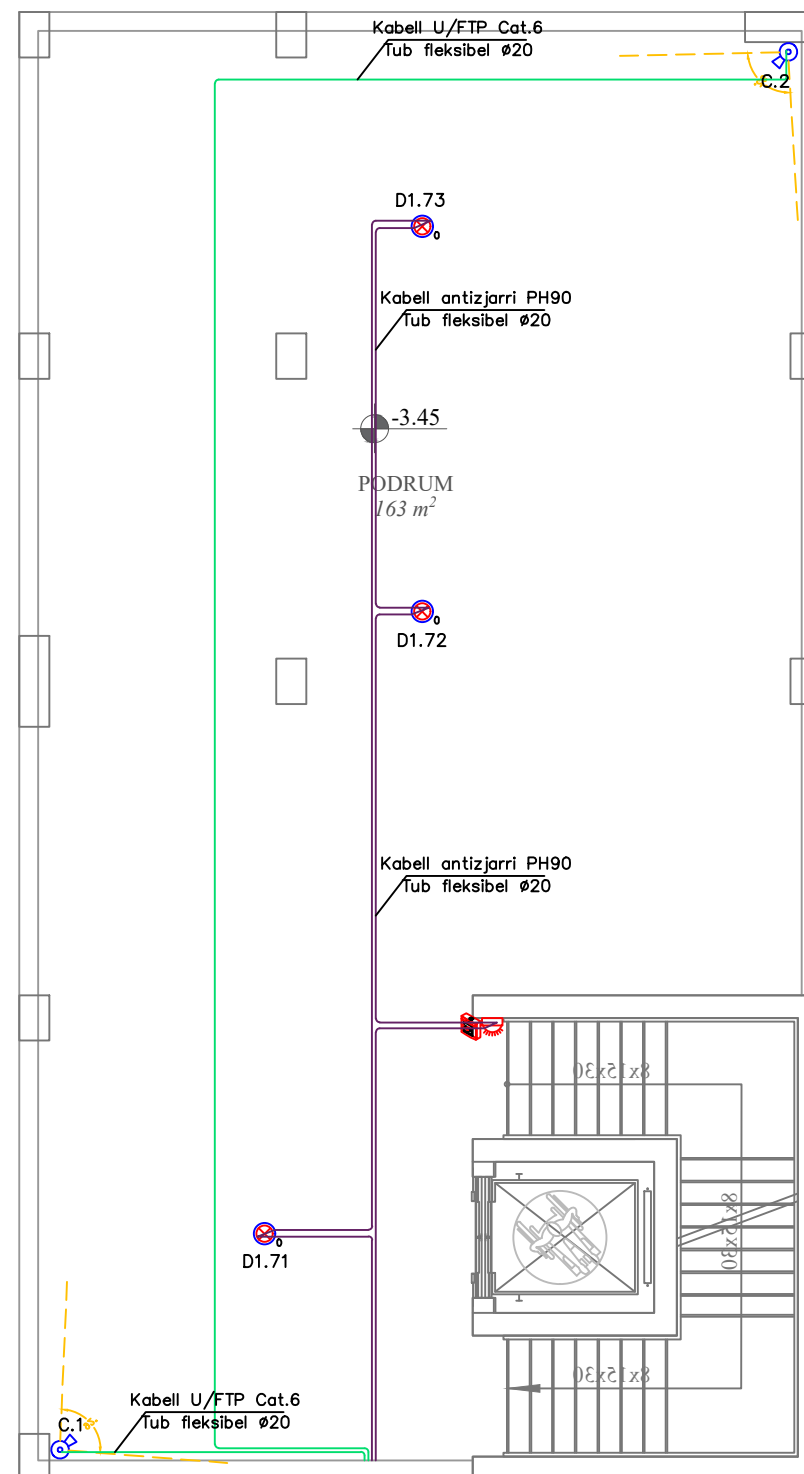 Kabell U/FTP Cat.6
Tub fleksibel ø20
C.2
D1.73
Kabell antizjarri PH90
Tub fleksibel ø20
-3.45
PODRUM
163 m²
D1.72
Kabell antizjarri PH90
Tub fleksibel ø20
8x15x30
8x15x30
D1.71
8x15x30
Kabell U/FTP Cat.6
Tub fleksibel ø20
C.1